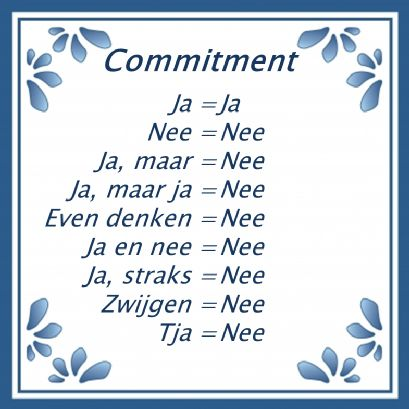 Commitment
Ja =Ja
Nee =Nee
Ja, maar =Nee
Ja, maar ja =Nee
Even denken =Nee
Ja en nee =Nee
Ja, straks =Nee
Zwijgen =Nee
Tja =Nee